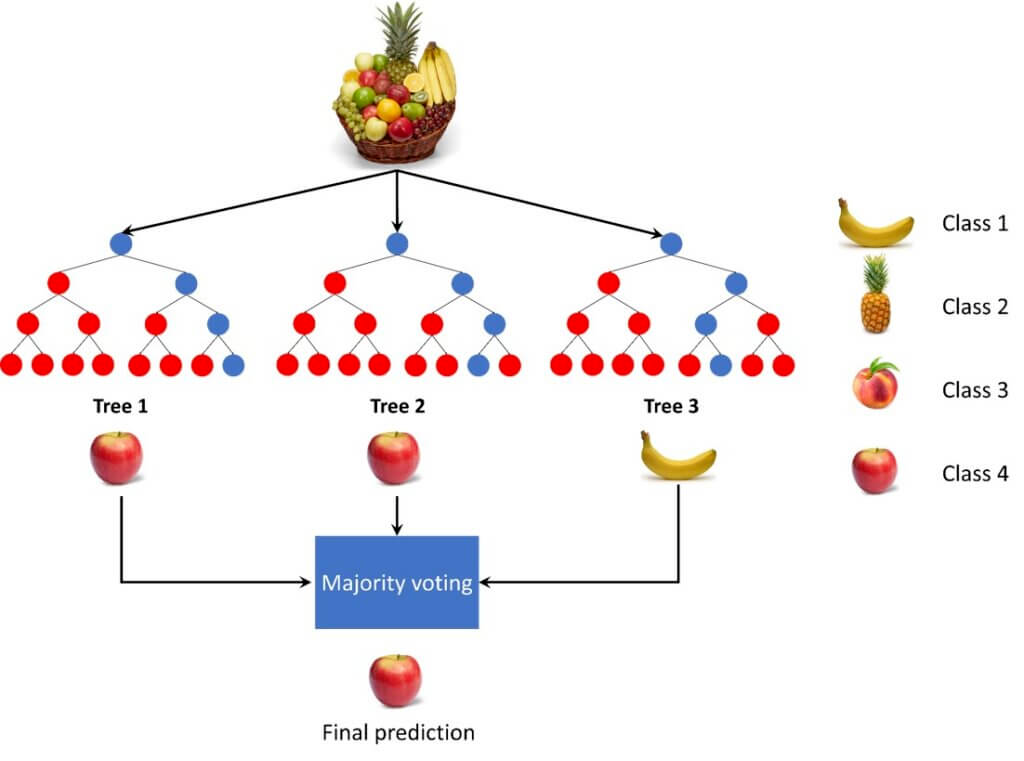 Class 1
Class 2
Class 3
Class 4
Tree 1
Tree 2
Tree 3
Majority voting
Final prediction